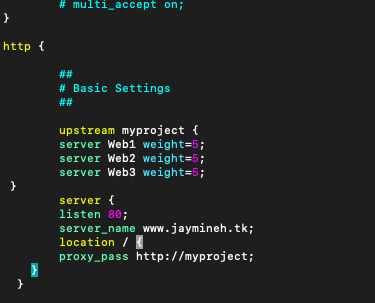 # multi_accept on;
}
http {
##
# Basic Settings
##
upstream myproject {
server Web1 weight=5;
server Web2 weight=5;
server Web3 weight=5;
}
server {
listen 80;
server_name www.jaymineh.tk;
location / {
proxy_pass http://myproject;
}
}